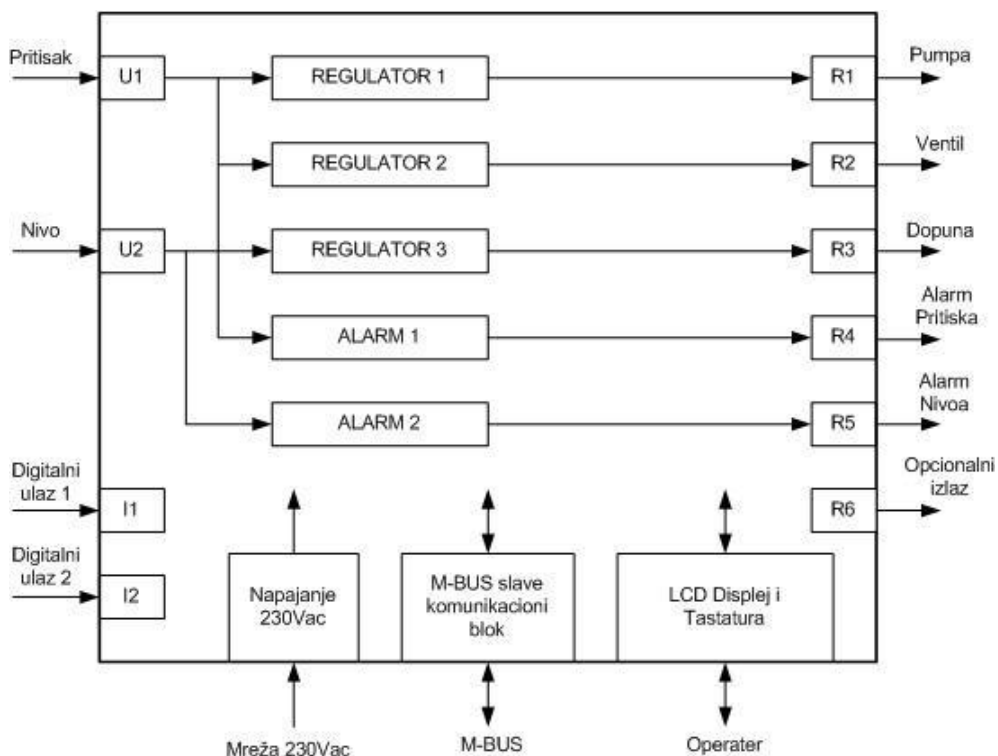 Pritisak
U1
REGULATOR 1
R1
Pumpa
REGULATOR 2
R2
Ventil
Nivo
U2
REGULATOR 3
R3
Dopuna
ALARM 1
R4
Alarm
Pritiska
ALARM 2
R5
Alarm
Nivoa
Digitalni
ulaz 1
I1
R6
Opcionalni
izlaz
Digitalni
ulaz 2
I2
Napajanje
230Vac
M-BUS slave
komunikacioni
blok
LCD Displej i
Tastatura
Mreža 230Vac
M-BUS
Operater